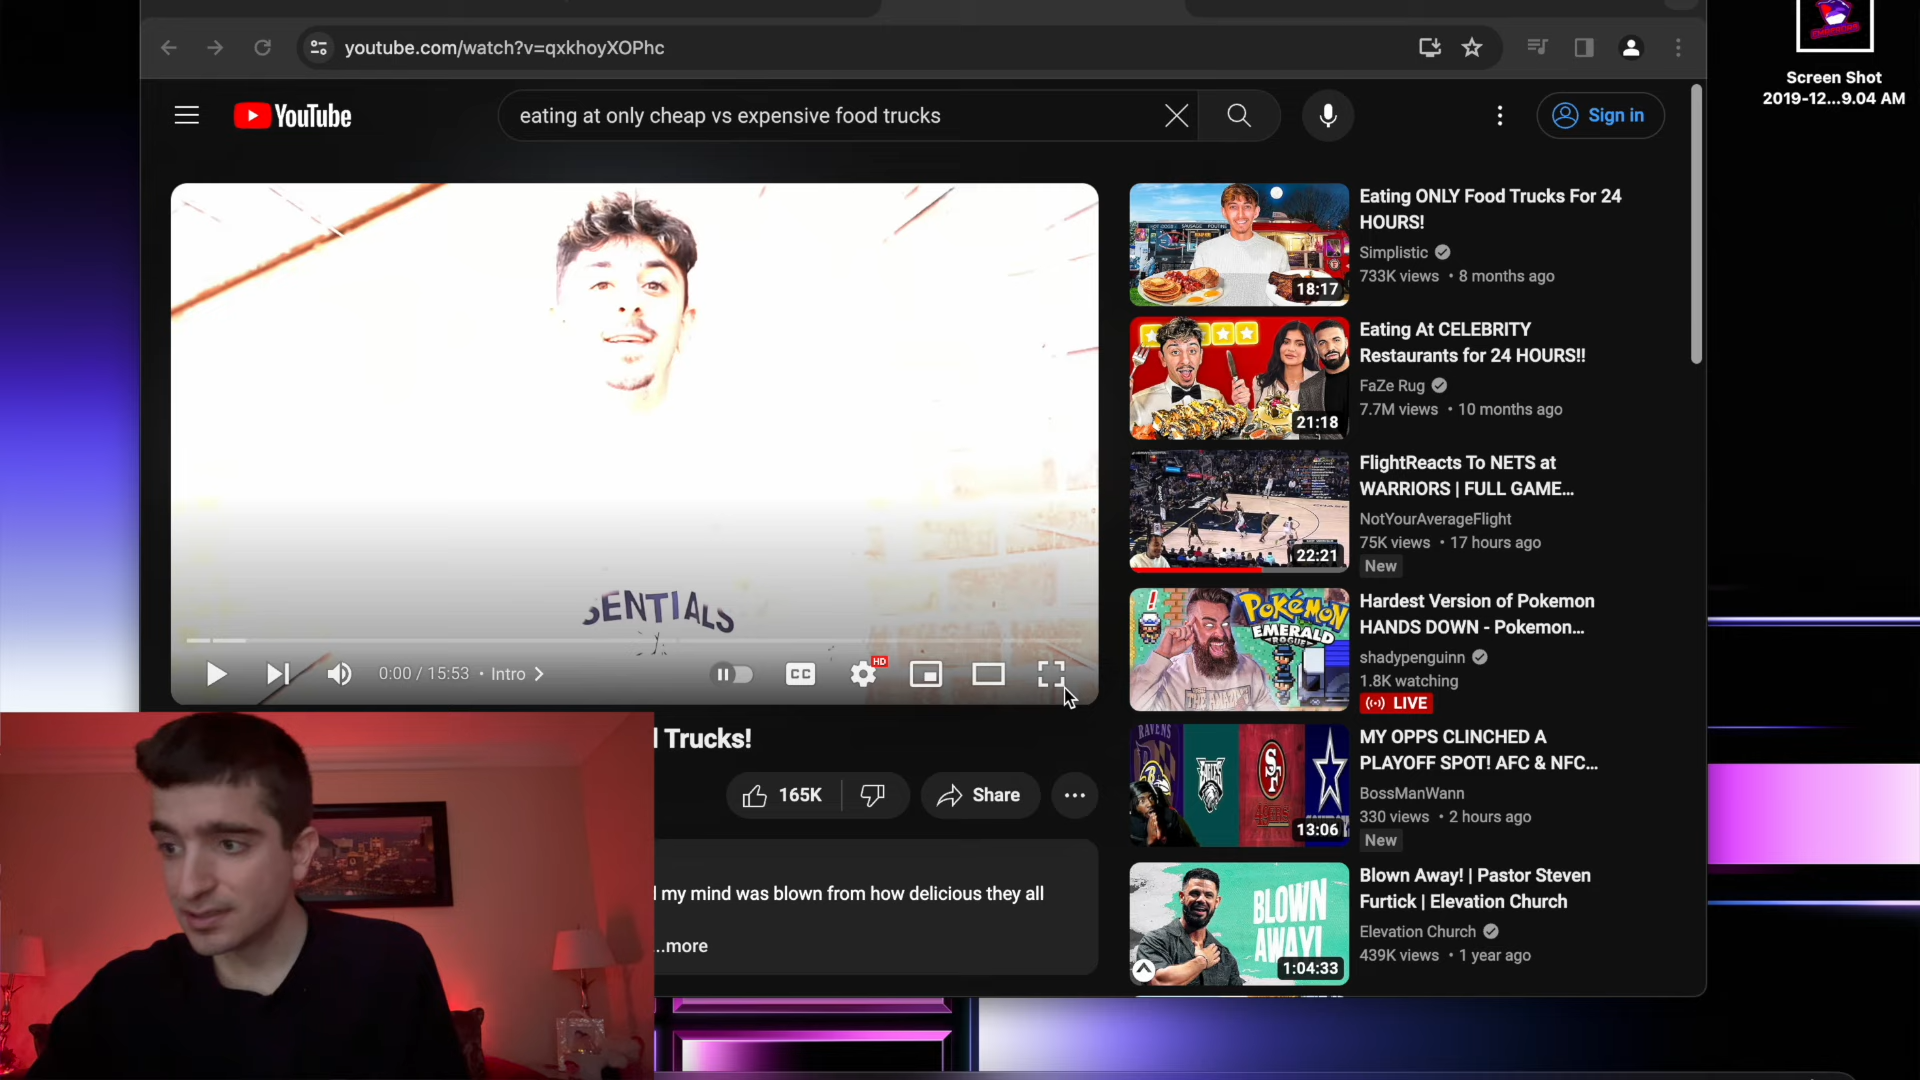 youtube.com/watch?v=qxkhoyXOPhc
Screen Shot
2019-12...9.04 AM
YouTube
eating at only cheap vs expensive food trucks
Sign in
SENTIALS
0:00 / 15:53 • Intro
CC
HD
Trucks!
165K
Share
my mind was blown from how delicious they all
...more
18:17
Eating ONLY Food Trucks For 24
HOURS!
Simplistic
733K views • 8 months ago
21:18
Eating At CELEBRITY
Restaurants for 24 HOURS!!
FaZe Rug
7.7M views • 10 months ago
22:21
FlightReacts To NETS at
WARRIORS | FULL GAME...
NotYourAverageFlight
75K views • 17 hours ago
New
POKéMON
EMERALD
ROGUE
Hardest Version of Pokemon
HANDS DOWN - Pokemon...
shadypenguinn
1.8K watching
LIVE
RAVENS
13:06
MY OPPS CLINCHED A
PLAYOFF SPOT! AFC & NFC...
BossManWann
330 views • 2 hours ago
New
BLOWN
AWAY!
1:04:33
Blown Away! | Pastor Steven
Furtick | Elevation Church
Elevation Church
439K views • 1 year ago